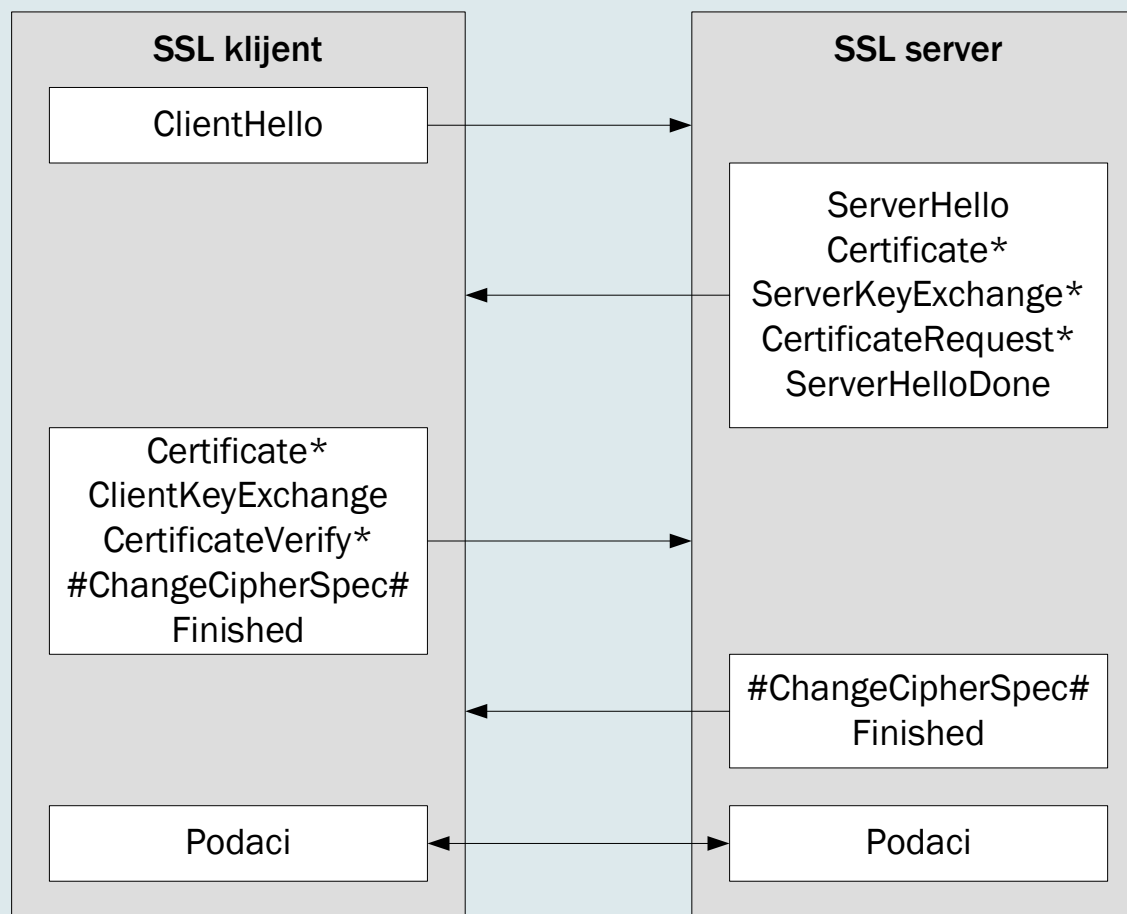 SSL klijent
SSL server
ClientHello
ServerHello
Certificate*
ServerKeyExchange*
CertificateRequest*
ServerHelloDone
Certificate*
ClientKeyExchange
CertificateVerify*
#ChangeCipherSpec#
Finished
#ChangeCipherSpec#
Finished
Podaci
Podaci